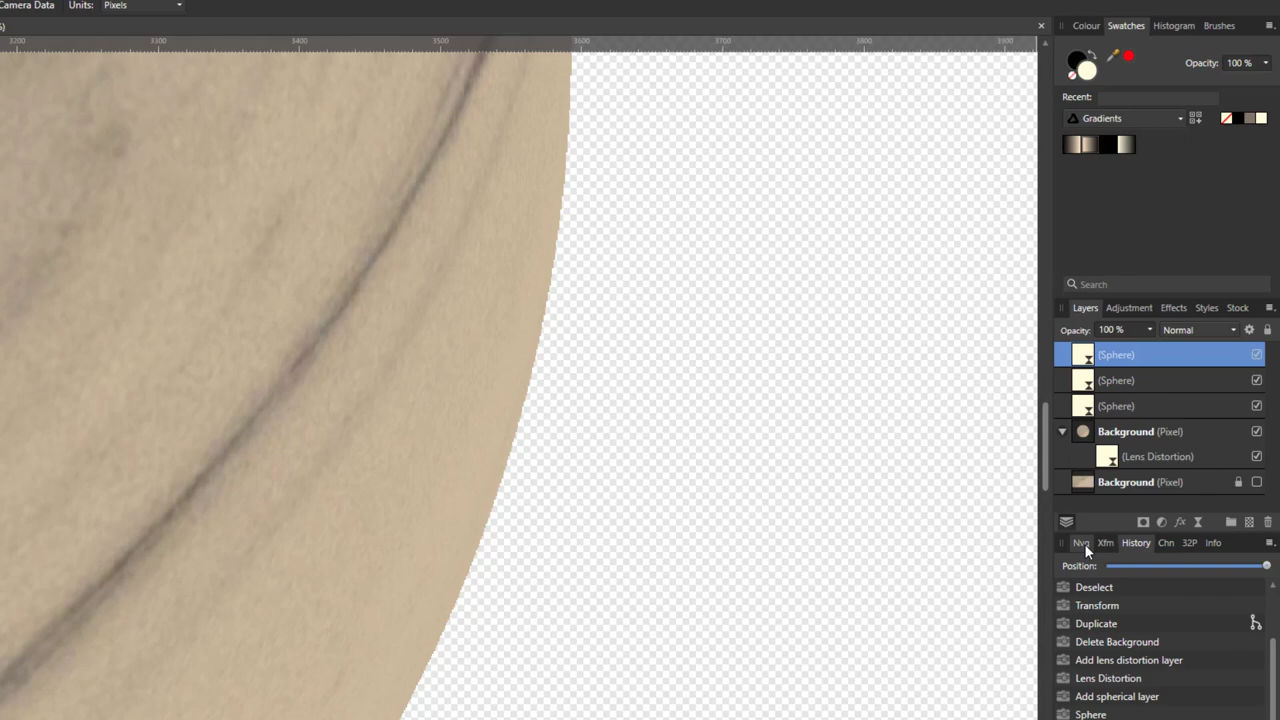 Camera Data Units: Pixels
3200 3300 3400 3500 3600 3700 3800 3900
Colour Swatches Histogram Brushes
Opacity: 100 %
Recent:
Gradients
Search
Layers Adjustment Effects Styles Stock
Opacity: 100 % Normal
(Sphere)
(Sphere)
(Sphere)
Background (Pixel)
(Lens Distortion)
Background (Pixel)
fx
Nvg Xfm History Chn 32P Info
Position:
Deselect
Transform
Duplicate
Delete Background
Add lens distortion layer
Lens Distortion
Add spherical layer
Sphere